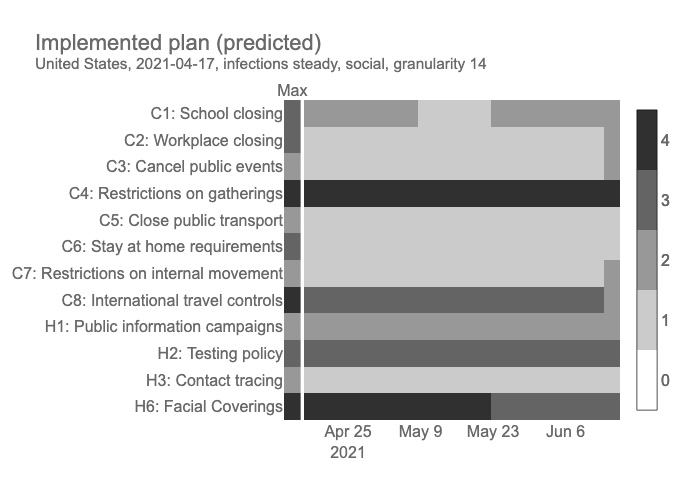 Implemented plan (predicted)
United States, 2021-04-17, infections steady, social, granularity 14
Max
C1: School closing
C2: Workplace closing
C3: Cancel public events
C4: Restrictions on gatherings
C5: Close public transport
C6: Stay at home requirements
C7: Restrictions on internal movement
C8: International travel controls
H1: Public information campaigns
H2: Testing policy
H3: Contact tracing
H6: Facial Coverings
4
3
2
1
0
Apr 25 May 9 May 23 Jun 6
2021